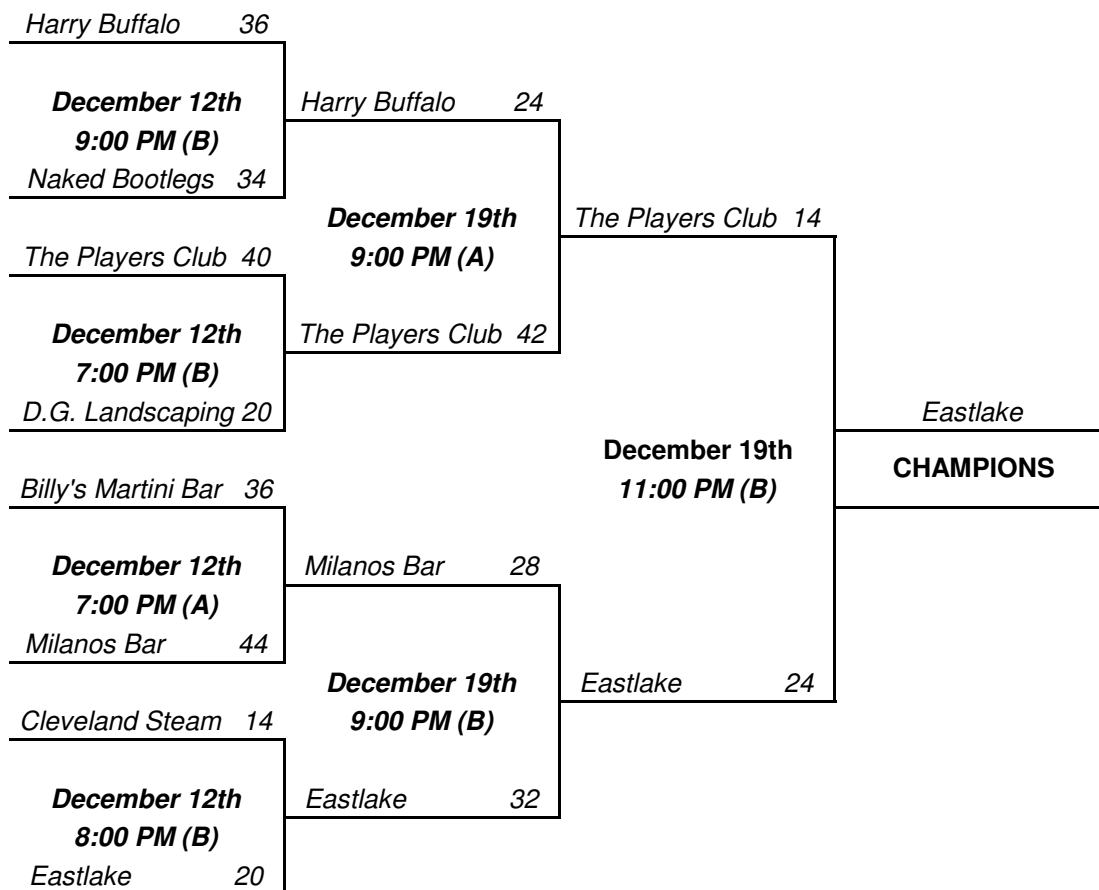 Harry Buffalo 36
December 12th
9:00 PM (B)
Naked Bootlegs 34
The Players Club 40
December 12th
7:00 PM (B)
D.G. Landscaping 20
Billy's Martini Bar 36
December 12th
7:00 PM (A)
Milanos Bar 44
Cleveland Steam 14
December 12th
8:00 PM (B)
Eastlake 20
Harry Buffalo 24
December 19th
9:00 PM (A)
The Players Club 42
Milanos Bar 28
December 19th
9:00 PM (B)
Eastlake 32
The Players Club 14
December 19th
11:00 PM (B)
Eastlake 24
Eastlake
CHAMPIONS